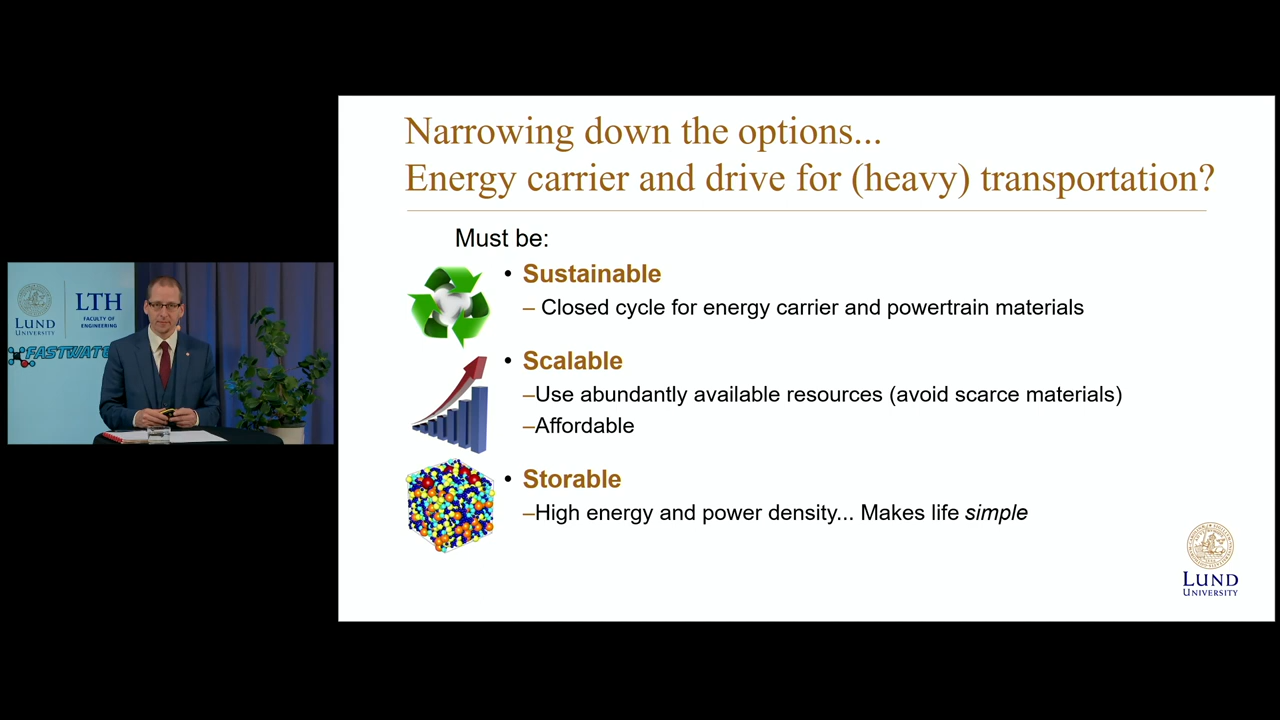 Narrowing down the options...
Energy carrier and drive for (heavy) transportation?
Must be:
• Sustainable
– Closed cycle for energy carrier and powertrain materials
• Scalable
–Use abundantly available resources (avoid scarce materials)
–Affordable
• Storable
–High energy and power density... Makes life simple
LUND
UNIVERSITY
LUND
UNIVERSITY
LTH
FACULTY OF
ENGINEERING
FASTWATE